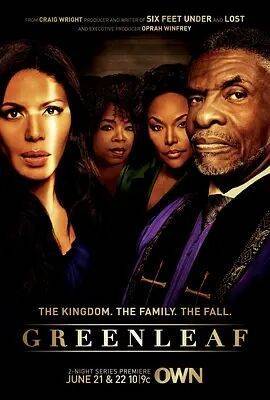 FROM CRAIG WRIGHT PRODUCER AND WRITER OF SIX FEET UNDER AND LOST
AND EXECUTIVE PRODUCER OPRAH WINFREY
THE KINGDOM. THE FAMILY. THE FALL.
GREENLEAF
2-NIGHT SERIES PREMIERE
JUNE 21 & 22 10|9c OWN